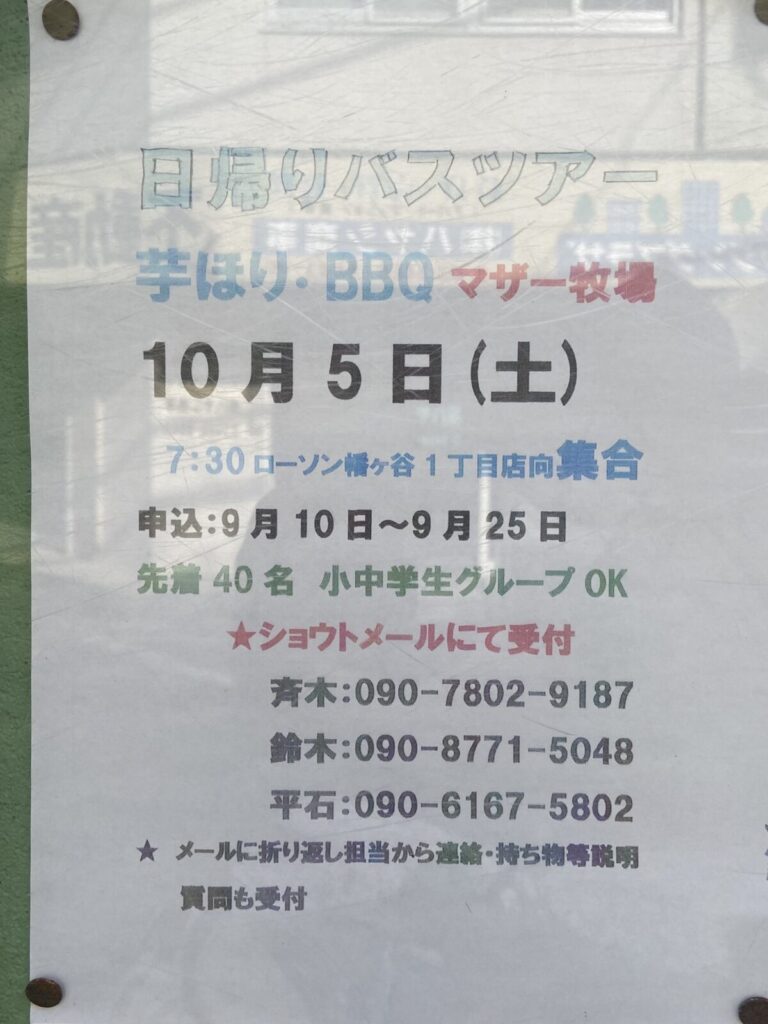 日帰りバスツアー
芋ほり・BBQ マザー牧場
10月5日(土)
7:30 ローソン幡ヶ谷1丁目店向集合
申込:9月10日～9月25日
先着40名 小中学生グループOK
★ショウトメールにて受付
斉木:090-7802-9187
鈴木:090-8771-5048
平石:090-6167-5802
★ メールに折り返し担当から連絡・持ち物等説明
質問も受付